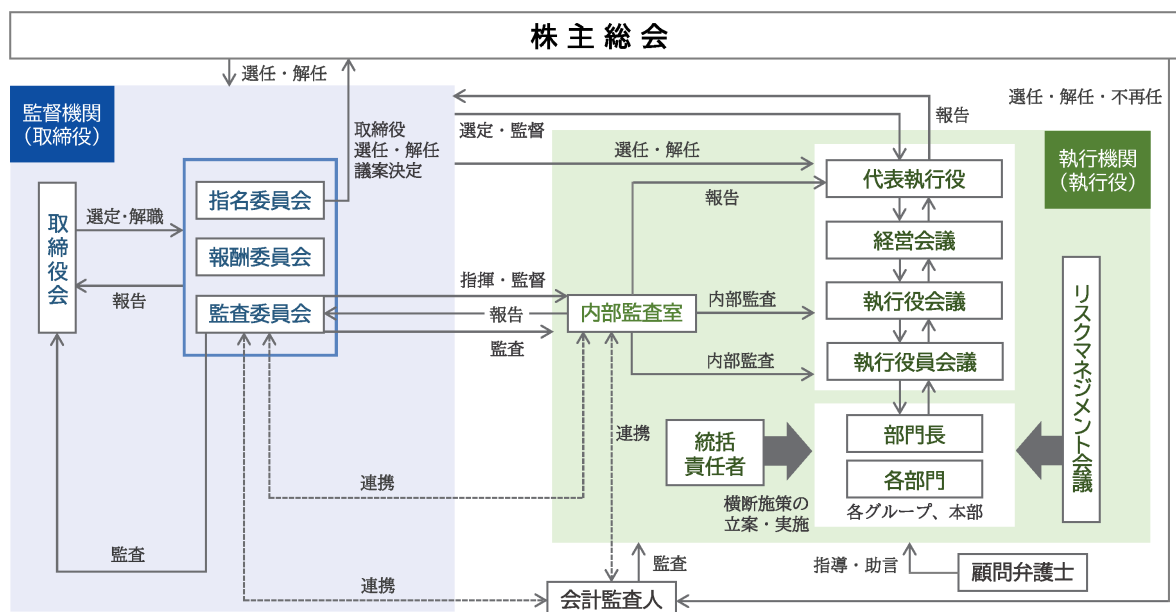 株主総会
選任・解任
選任・解任・不再任
監督機関
（取締役）
取締役
選任・解任
議案決定
選定・監督
報告
選任・解任
執行機関
（執行役）
代表執行役
指名委員会
報告
取締役会
選定・解職
経営会議
報酬委員会
報告
指揮・監督
執行役会議
監査委員会
報告
内部監査室
内部監査
監査
執行役員会議
内部監査
リスクマネジメント会議
連携
統括
責任者
部門長
各部門
連携
横断施策の
立案・実施
各グループ、本部
監査
監査
指導・助言
顧問弁護士
連携
会計監査人